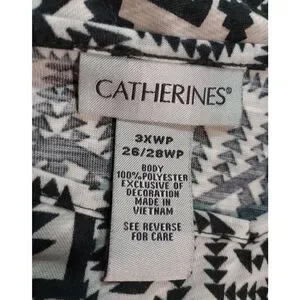 CATHERINES®
3XWP
26/28WP
BODY
100%POLYESTER
EXCLUSIVE OF
DECORATION
MADE IN
VIETNAM
SEE REVERSE
FOR CARE